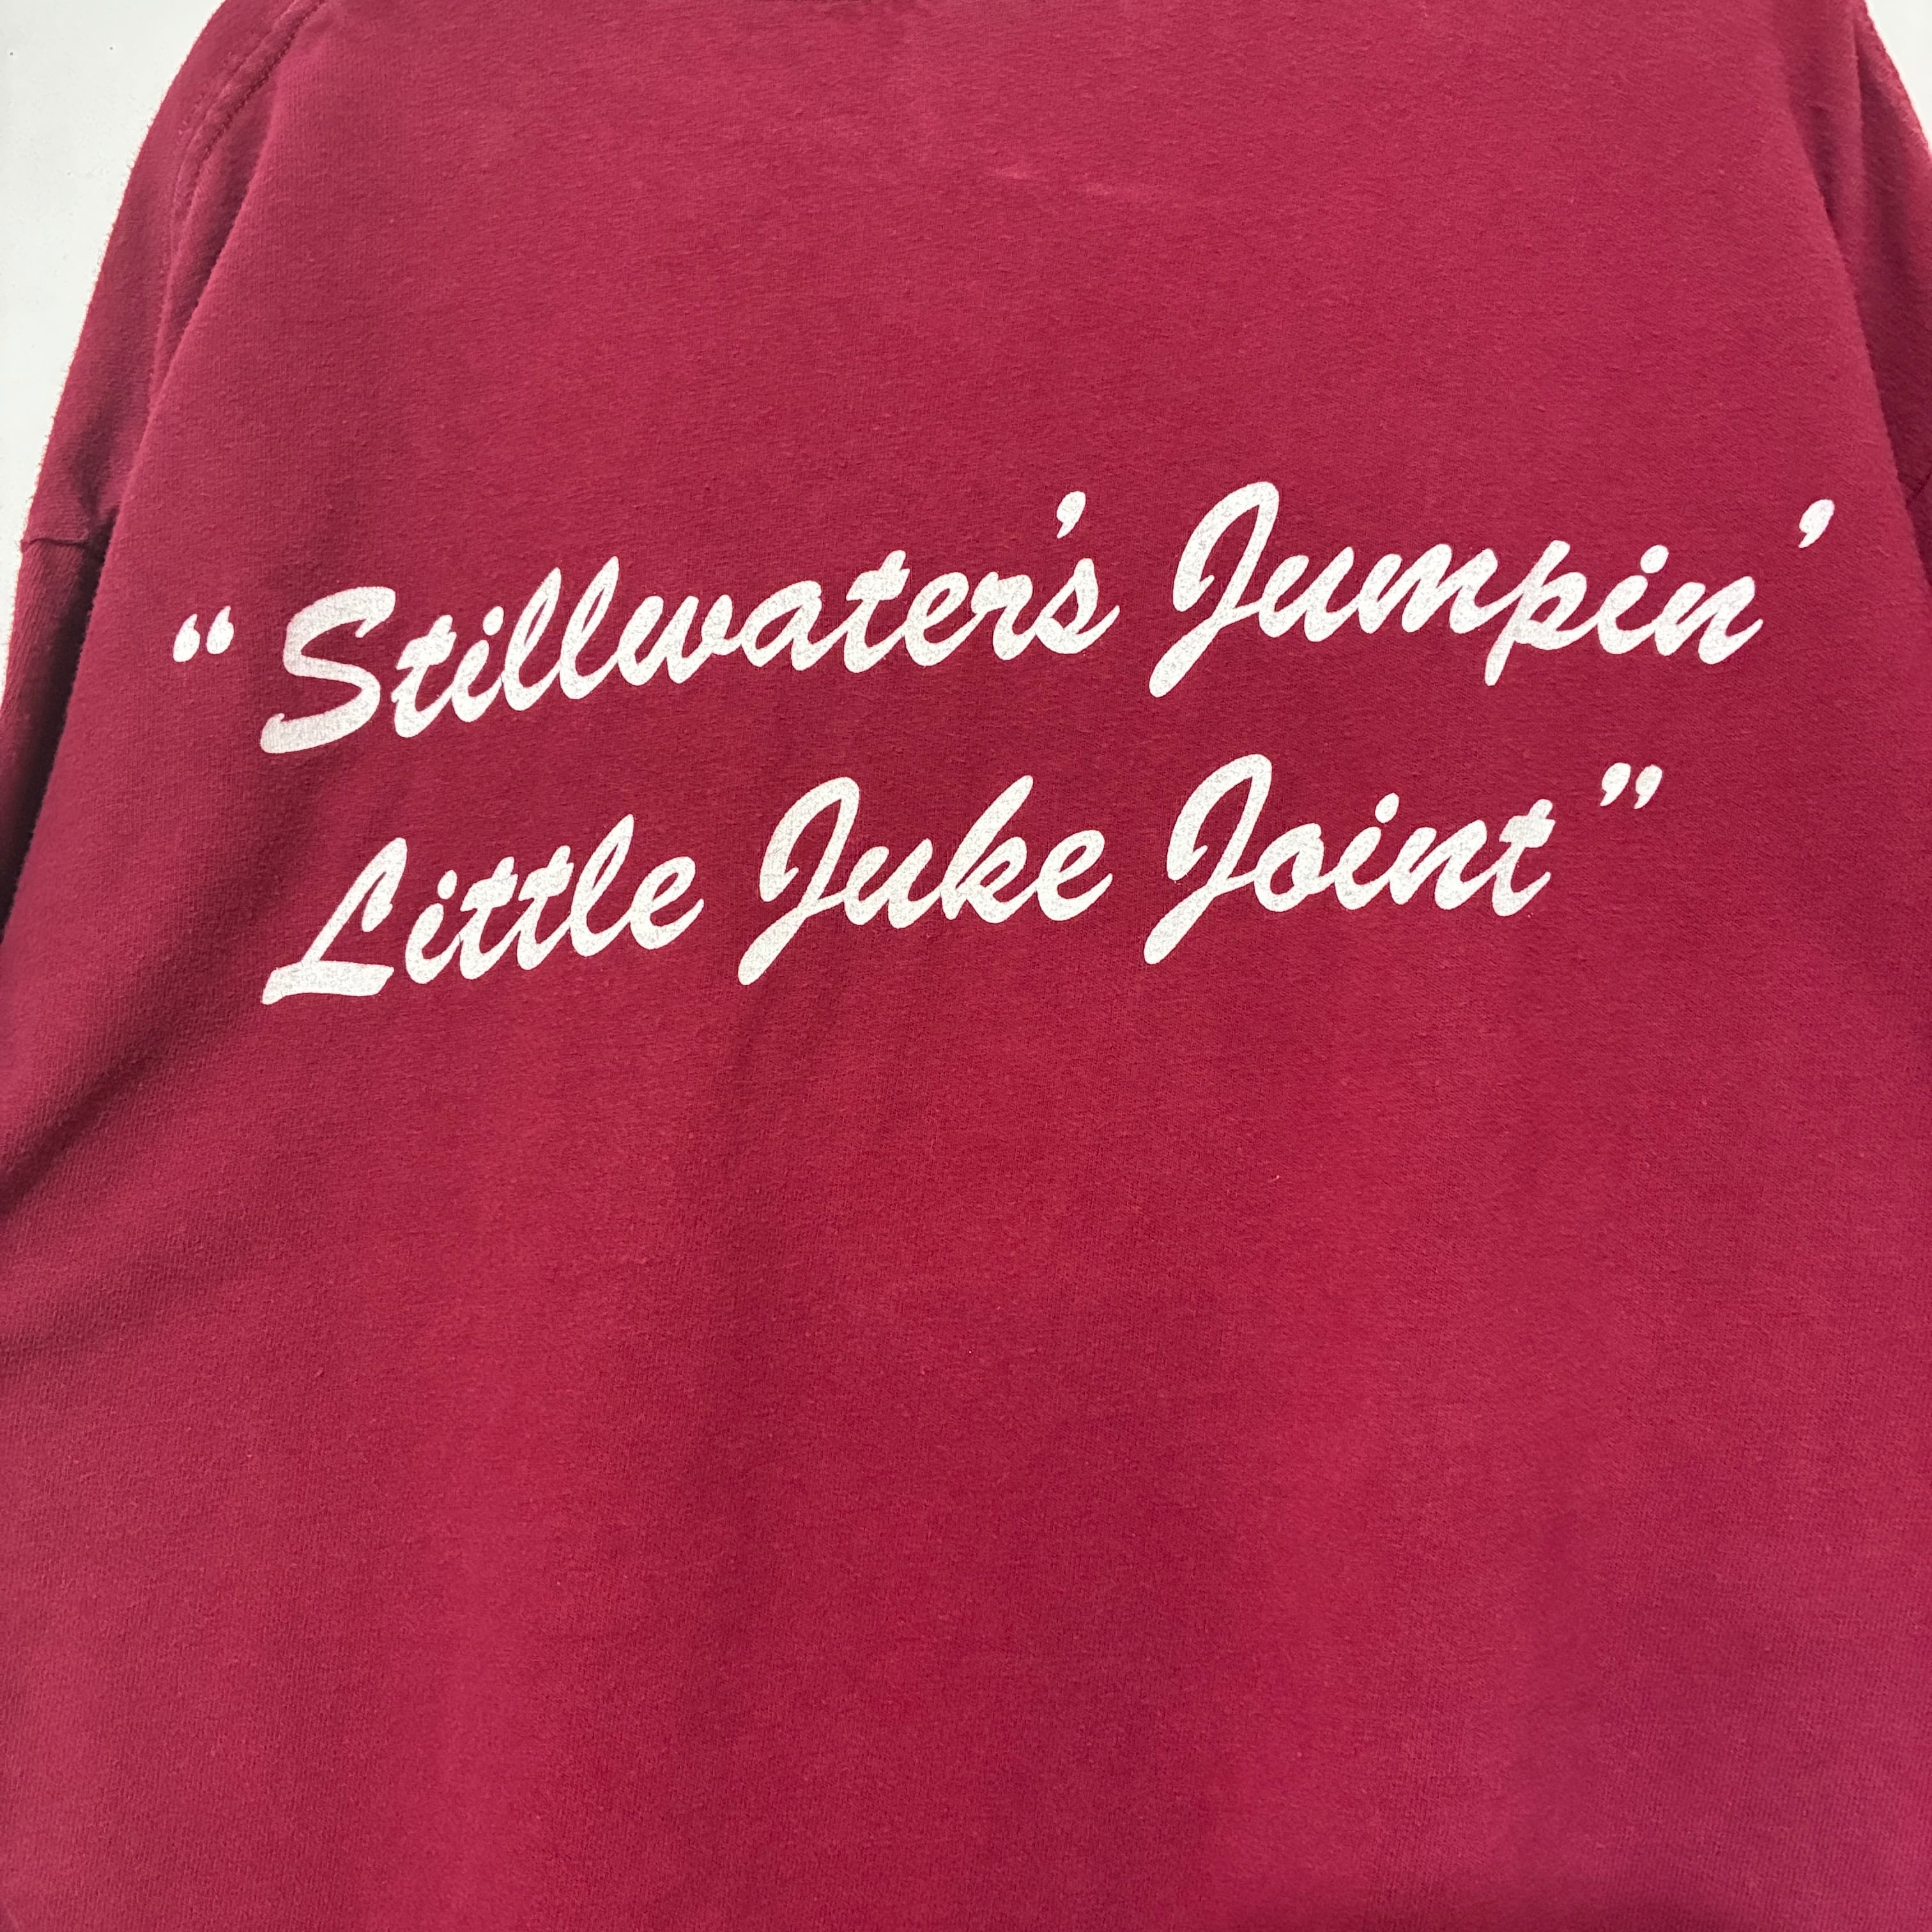 “Stillwater’s Jumpin’
Little Juke Joint”